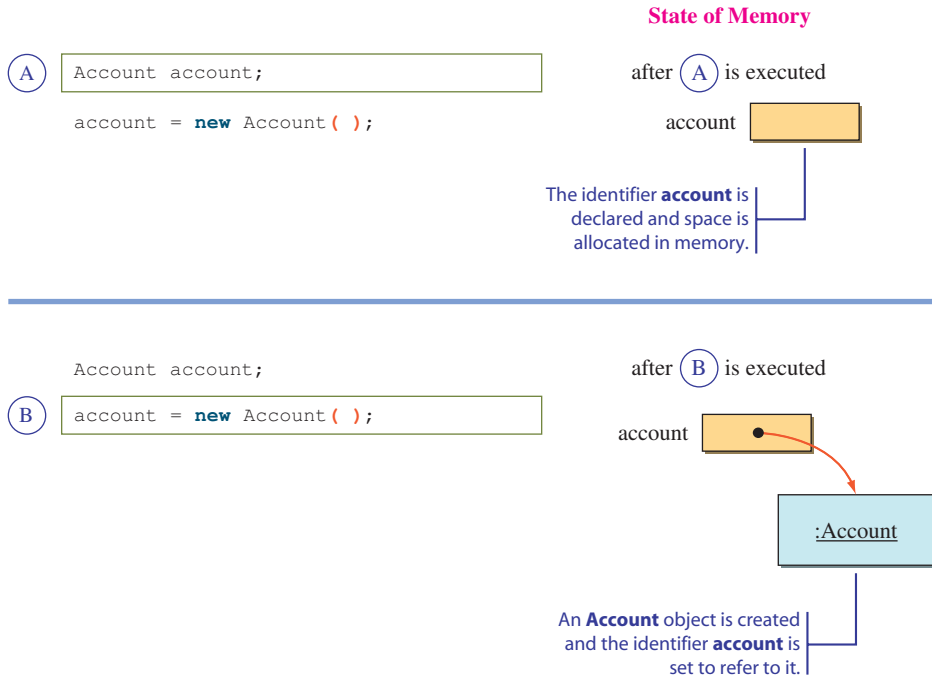 State of Memory
A
Account account;
after A is executed
account = new Account( );
account
The identifier account is
declared and space is
allocated in memory.
Account account;
after B is executed
B
account = new Account( );
account
:Account
An Account object is created
and the identifier account is
set to refer to it.